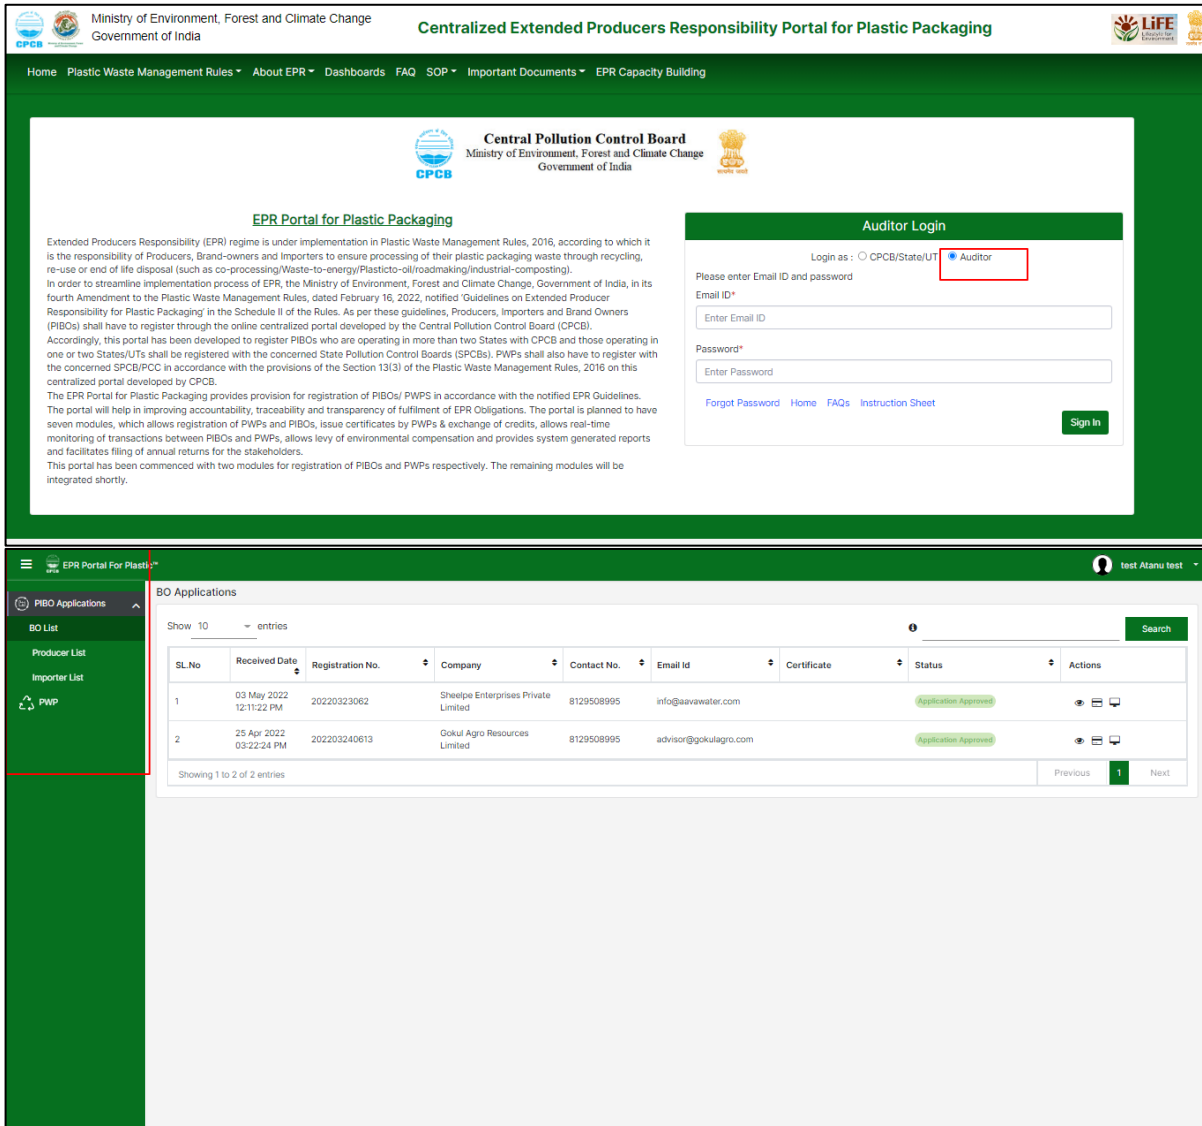 Ministry of Environment, Forest and Climate Change
Government of India
Centralized Extended Producers Responsibility Portal for Plastic Packaging
CPCB
LiFE
Lifestyle for
Environment
Home Plastic Waste Management Rules About EPR Dashboards FAQ SOP Important Documents EPR Capacity Building
CPCB
Central Pollution Control Board
Ministry of Environment, Forest and Climate Change
Government of India
सत्यमेव जयते
EPR Portal for Plastic Packaging
Extended Producers Responsibility (EPR) regime is under implementation in Plastic Waste Management Rules, 2016, according to which it
is the responsibility of Producers, Brand-owners and Importers to ensure processing of their plastic packaging waste through recycling,
re-use or end of life disposal (such as co-processing/Waste-to-energy/Plasticto-oil/roadmaking/industrial-composting).
In order to streamline implementation process of EPR, the Ministry of Environment, Forest and Climate Change, Government of India, in its
fourth Amendment to the Plastic Waste Management Rules, dated February 16, 2022, notified 'Guidelines on Extended Producer
Responsibility for Plastic Packaging' in the Schedule II of the Rules. As per these guidelines, Producers, Importers and Brand Owners
(PIBOs) shall have to register through the online centralized portal developed by the Central Pollution Control Board (CPCB).
Accordingly, this portal has been developed to register PIBOs who are operating in more than two States with CPCB and those operating in
one or two States/UTs shall be registered with the concerned State Pollution Control Boards (SPCBs). PWPs shall also have to register with
the concerned SPCB/PCC in accordance with the provisions of the Section 13(3) of the Plastic Waste Management Rules, 2016 on this
centralized portal developed by CPCB.
The EPR Portal for Plastic Packaging provides provision for registration of PIBOs/ PWPS in accordance with the notified EPR Guidelines.
The portal will help in improving accountability, traceability and transparency of fulfilment of EPR Obligations. The portal is planned to have
seven modules, which allows registration of PWPs and PIBOs, issue certificates by PWPs & exchange of credits, allows real-time
monitoring of transactions between PIBOs and PWPs, allows levy of environmental compensation and provides system generated reports
and facilitates filing of annual returns for the stakeholders.
This portal has been commenced with two modules for registration of PIBOs and PWPs respectively. The remaining modules will be
integrated shortly.
Auditor Login
Login as : CPCB/State/UT Auditor
Please enter Email ID and password
Email ID*
Enter Email ID
Password*
Enter Password
Forgot Password Home FAQs Instruction Sheet
Sign In
EPR Portal For Plastic™
test Atanu test
PIBO Applications
BO List
Producer List
Importer List
PWP
BO Applications
Show 10 entries
Search
SL.No Received Date Registration No. Company Contact No. Email Id Certificate Status Actions
1 03 May 2022 12:11:22 PM 20220323062 Sheelpe Enterprises Private Limited 8129508995 info@aavawater.com Application Approved
2 25 Apr 2022 03:22:24 PM 202203240613 Gokul Agro Resources Limited 8129508995 advisor@gokulagro.com Application Approved
Showing 1 to 2 of 2 entries
Previous 1 Next